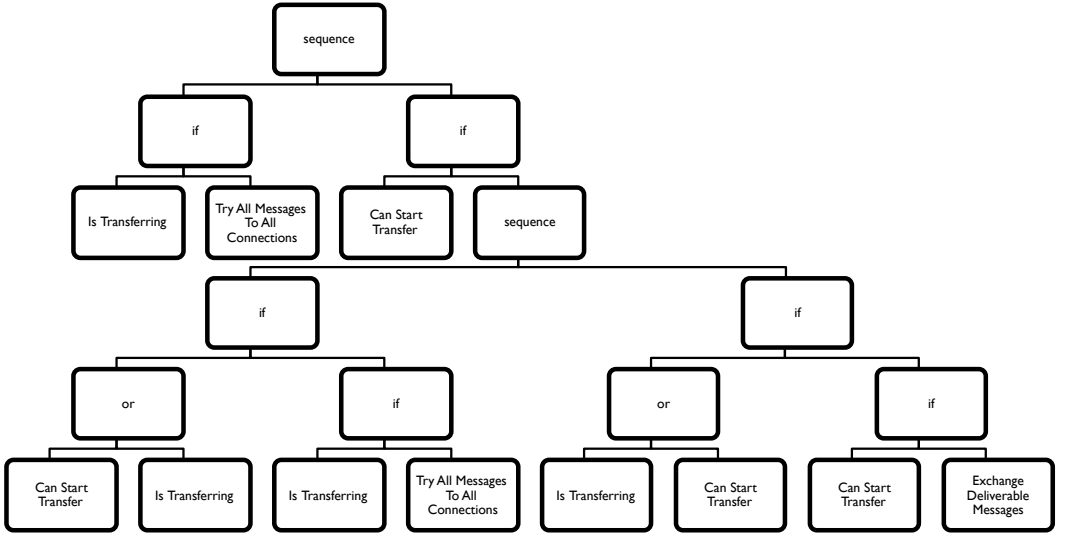 sequence
if
if
Is Transferring
Try All Messages
To All
Connections
Can Start
Transfer
sequence
if
if
or
if
or
if
Can Start
Transfer
Is Transferring
Is Transferring
Try All Messages
To All
Connections
Is Transferring
Can Start
Transfer
Can Start
Transfer
Exchange
Deliverable
Messages